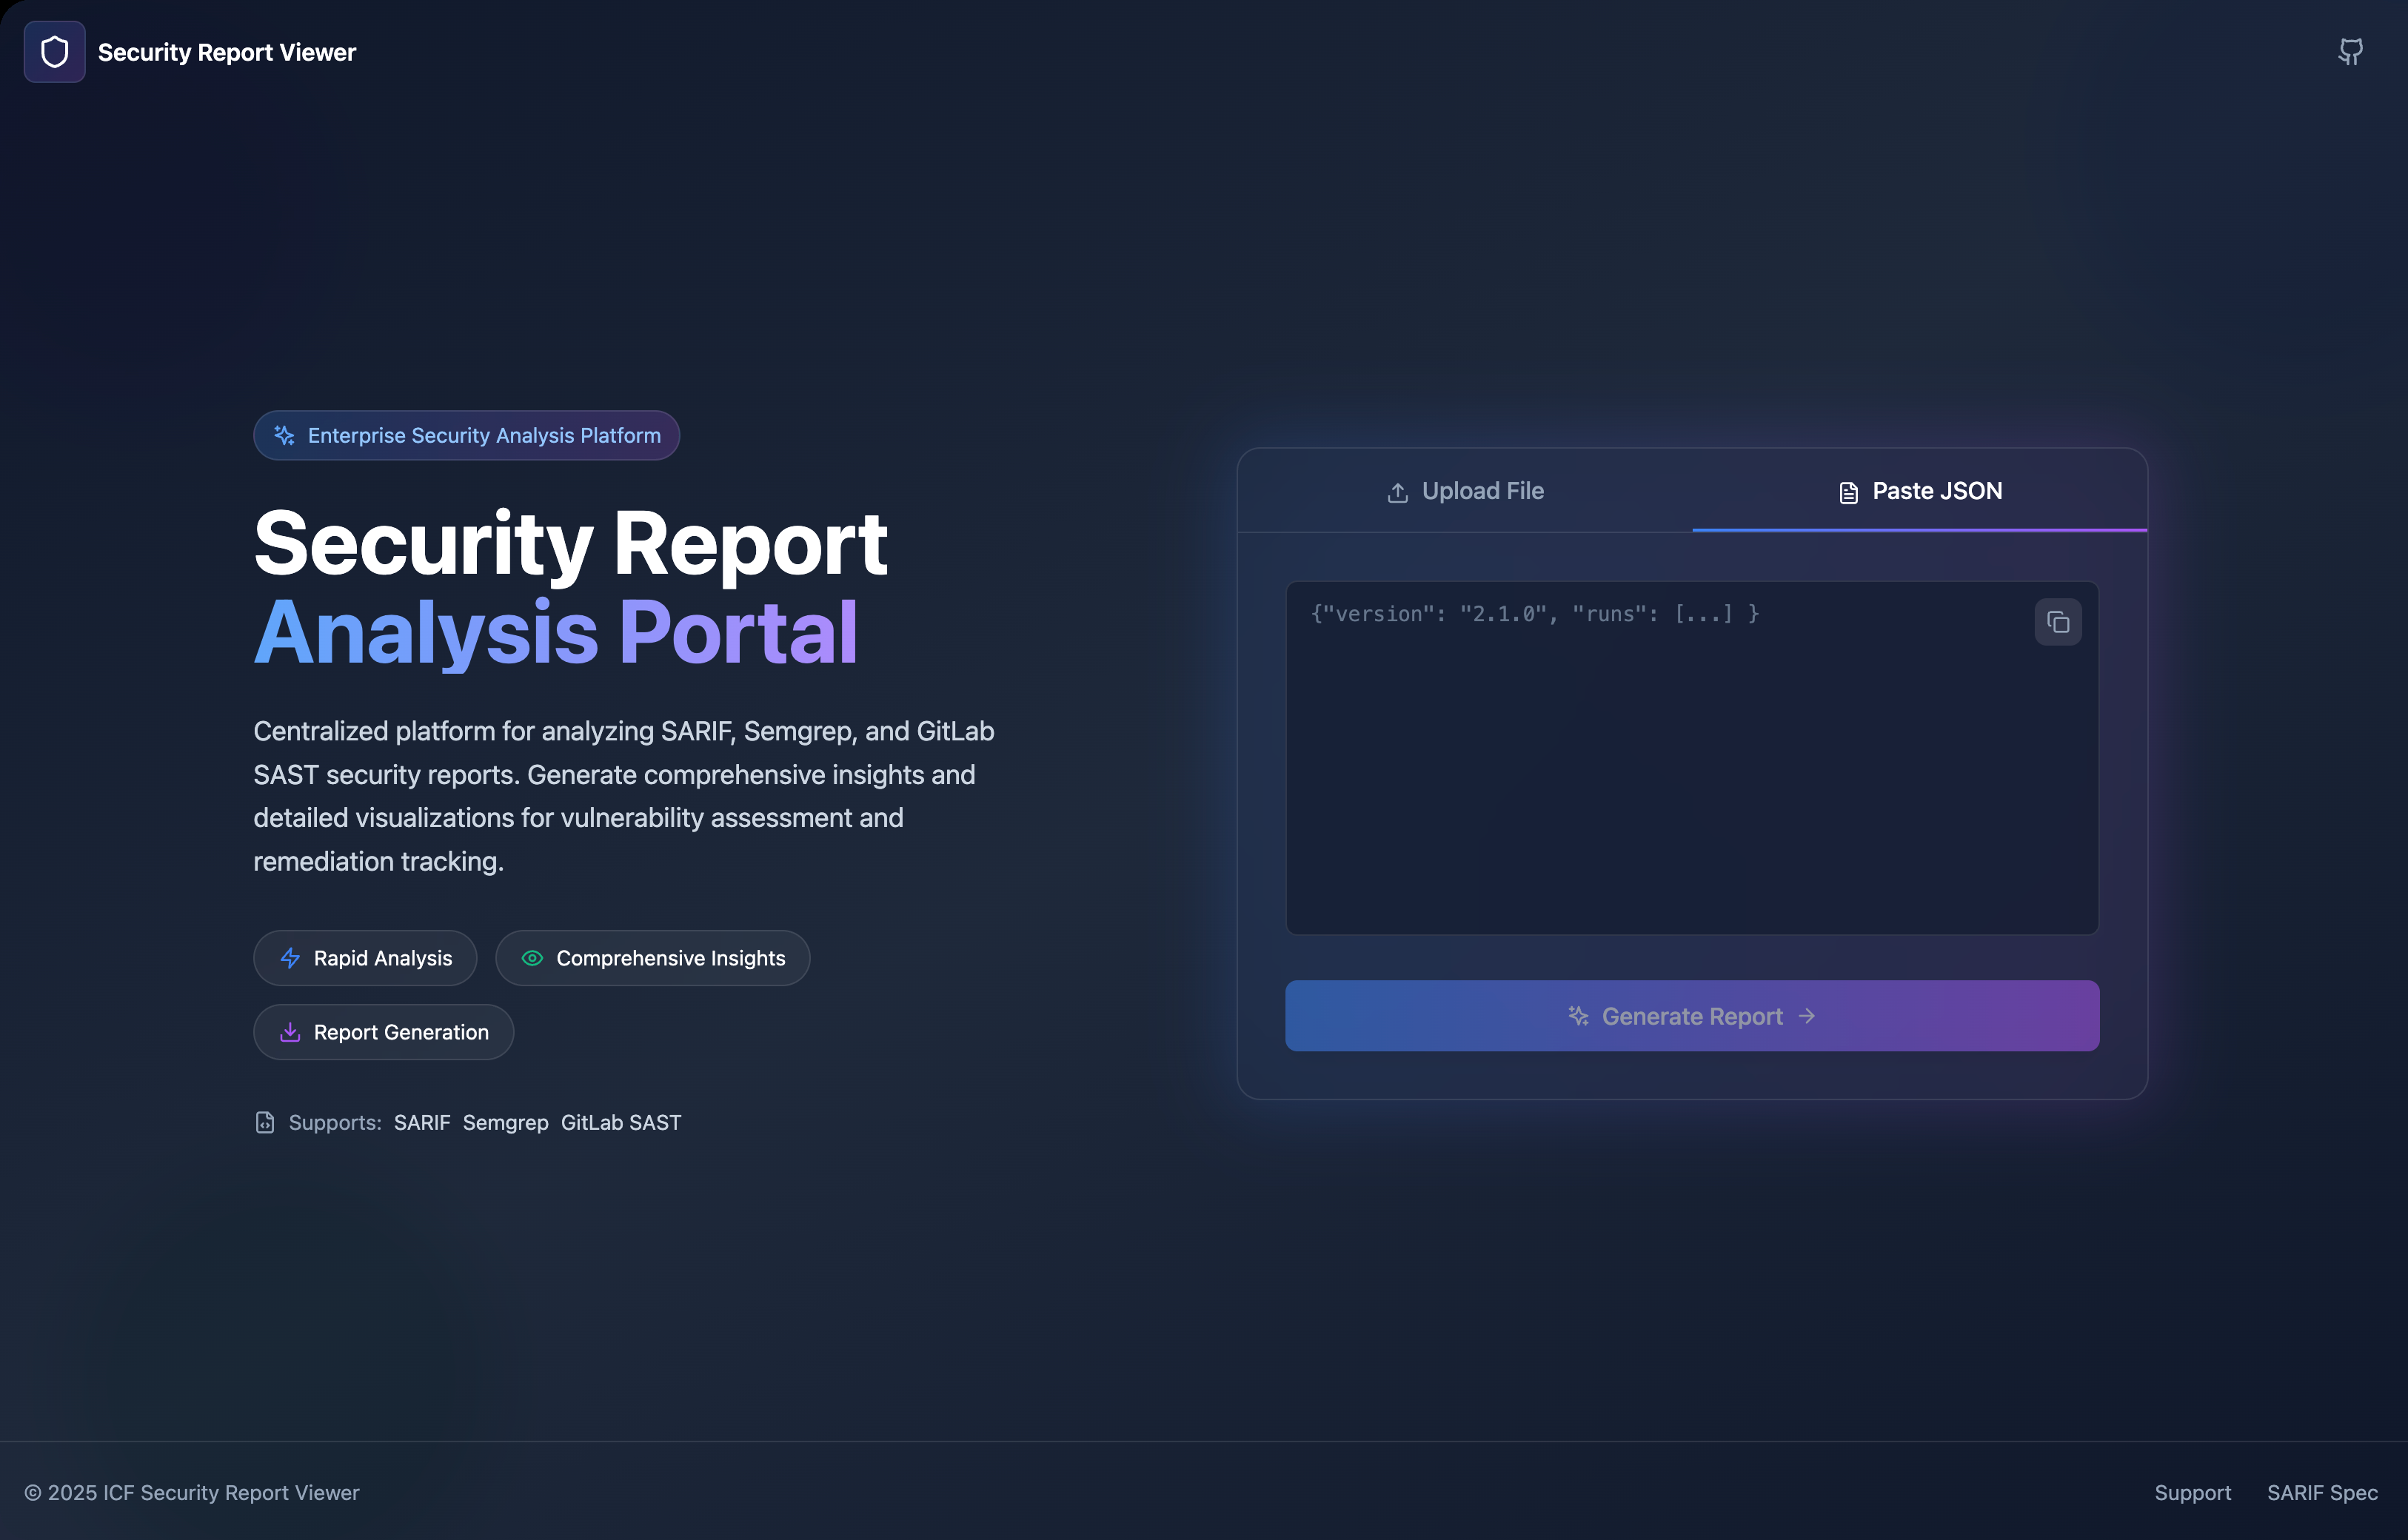 Security Report Viewer
Enterprise Security Analysis Platform
Security Report
Analysis Portal
Centralized platform for analyzing SARIF, Semgrep, and GitLab
SAST security reports. Generate comprehensive insights and
detailed visualizations for vulnerability assessment and
remediation tracking.
Rapid Analysis
Comprehensive Insights
Report Generation
Supports: SARIF Semgrep GitLab SAST
Upload File
Paste JSON
{"version": "2.1.0", "runs": [...] }
Generate Report →
© 2025 ICF Security Report Viewer
Support
SARIF Spec